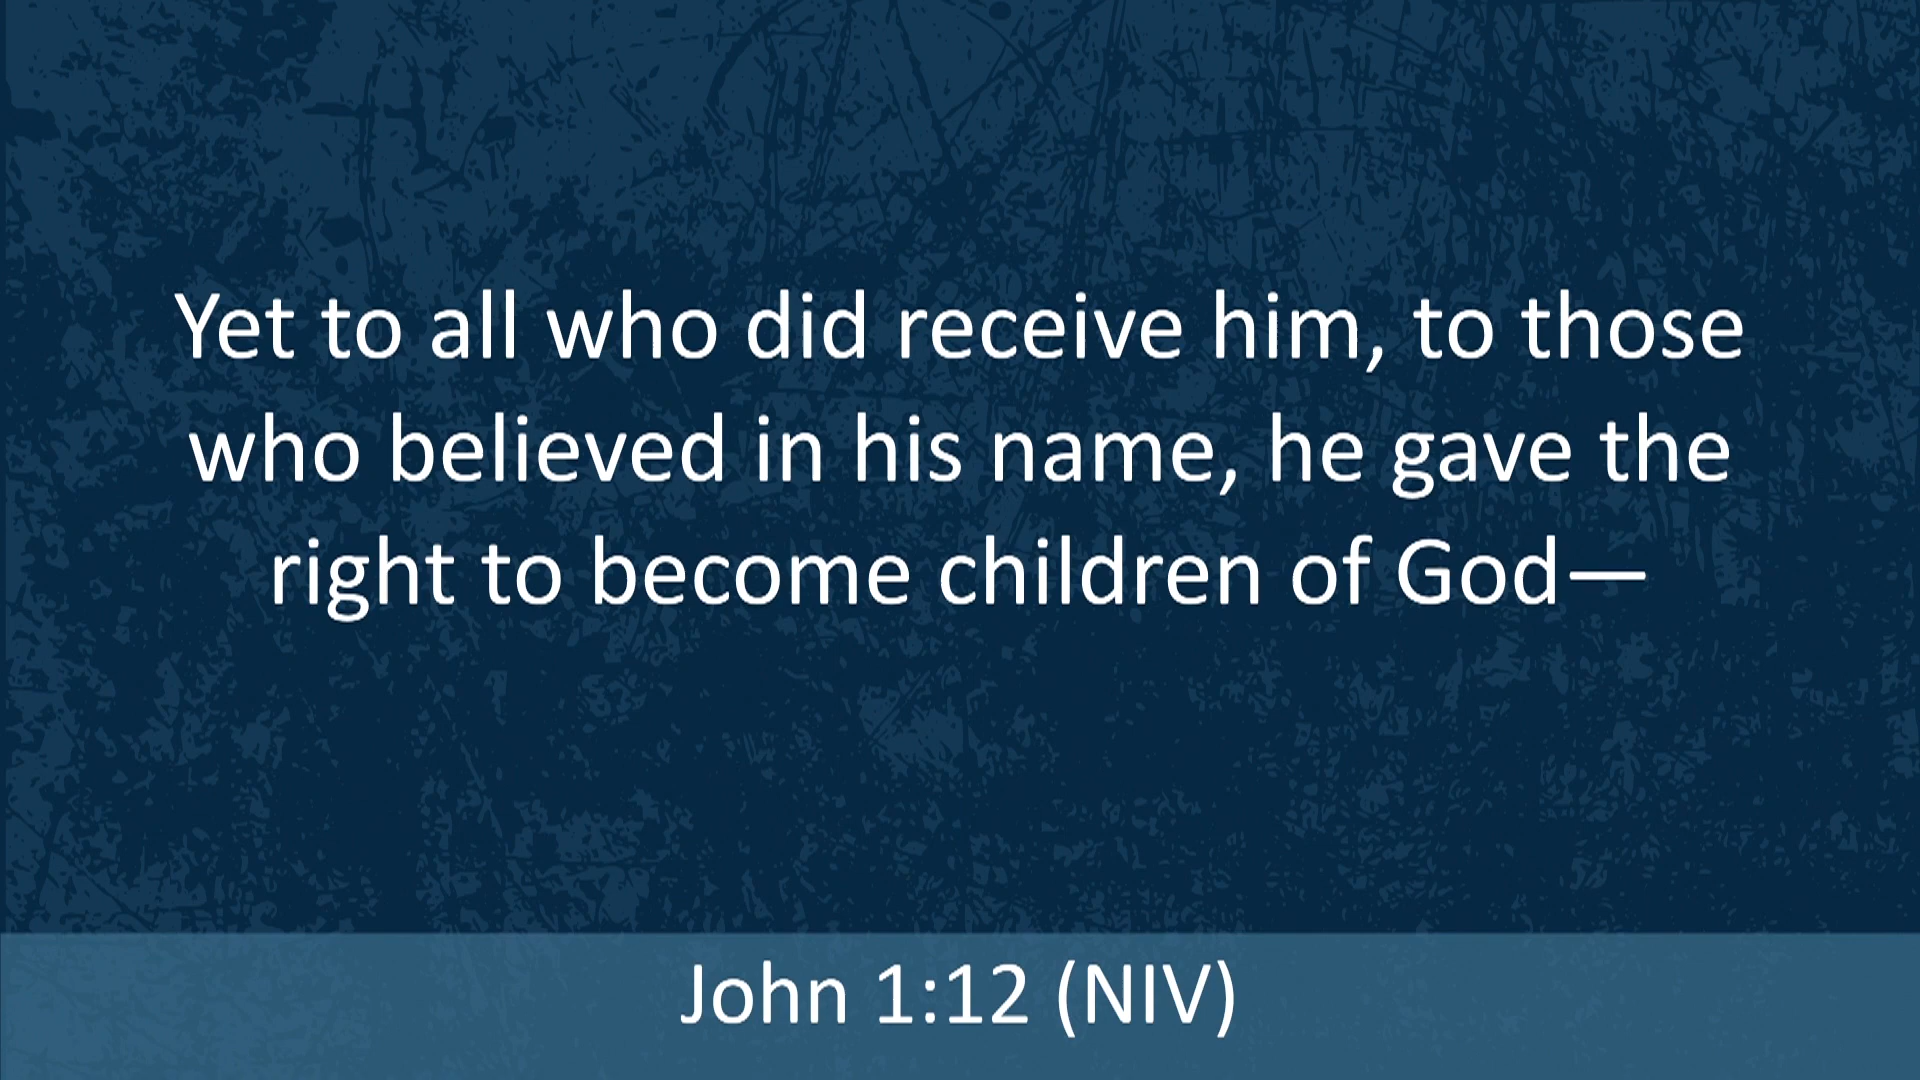 Yet to all who did receive him, to those
who believed in his name, he gave the
right to become children of God—
John 1:12 (NIV)